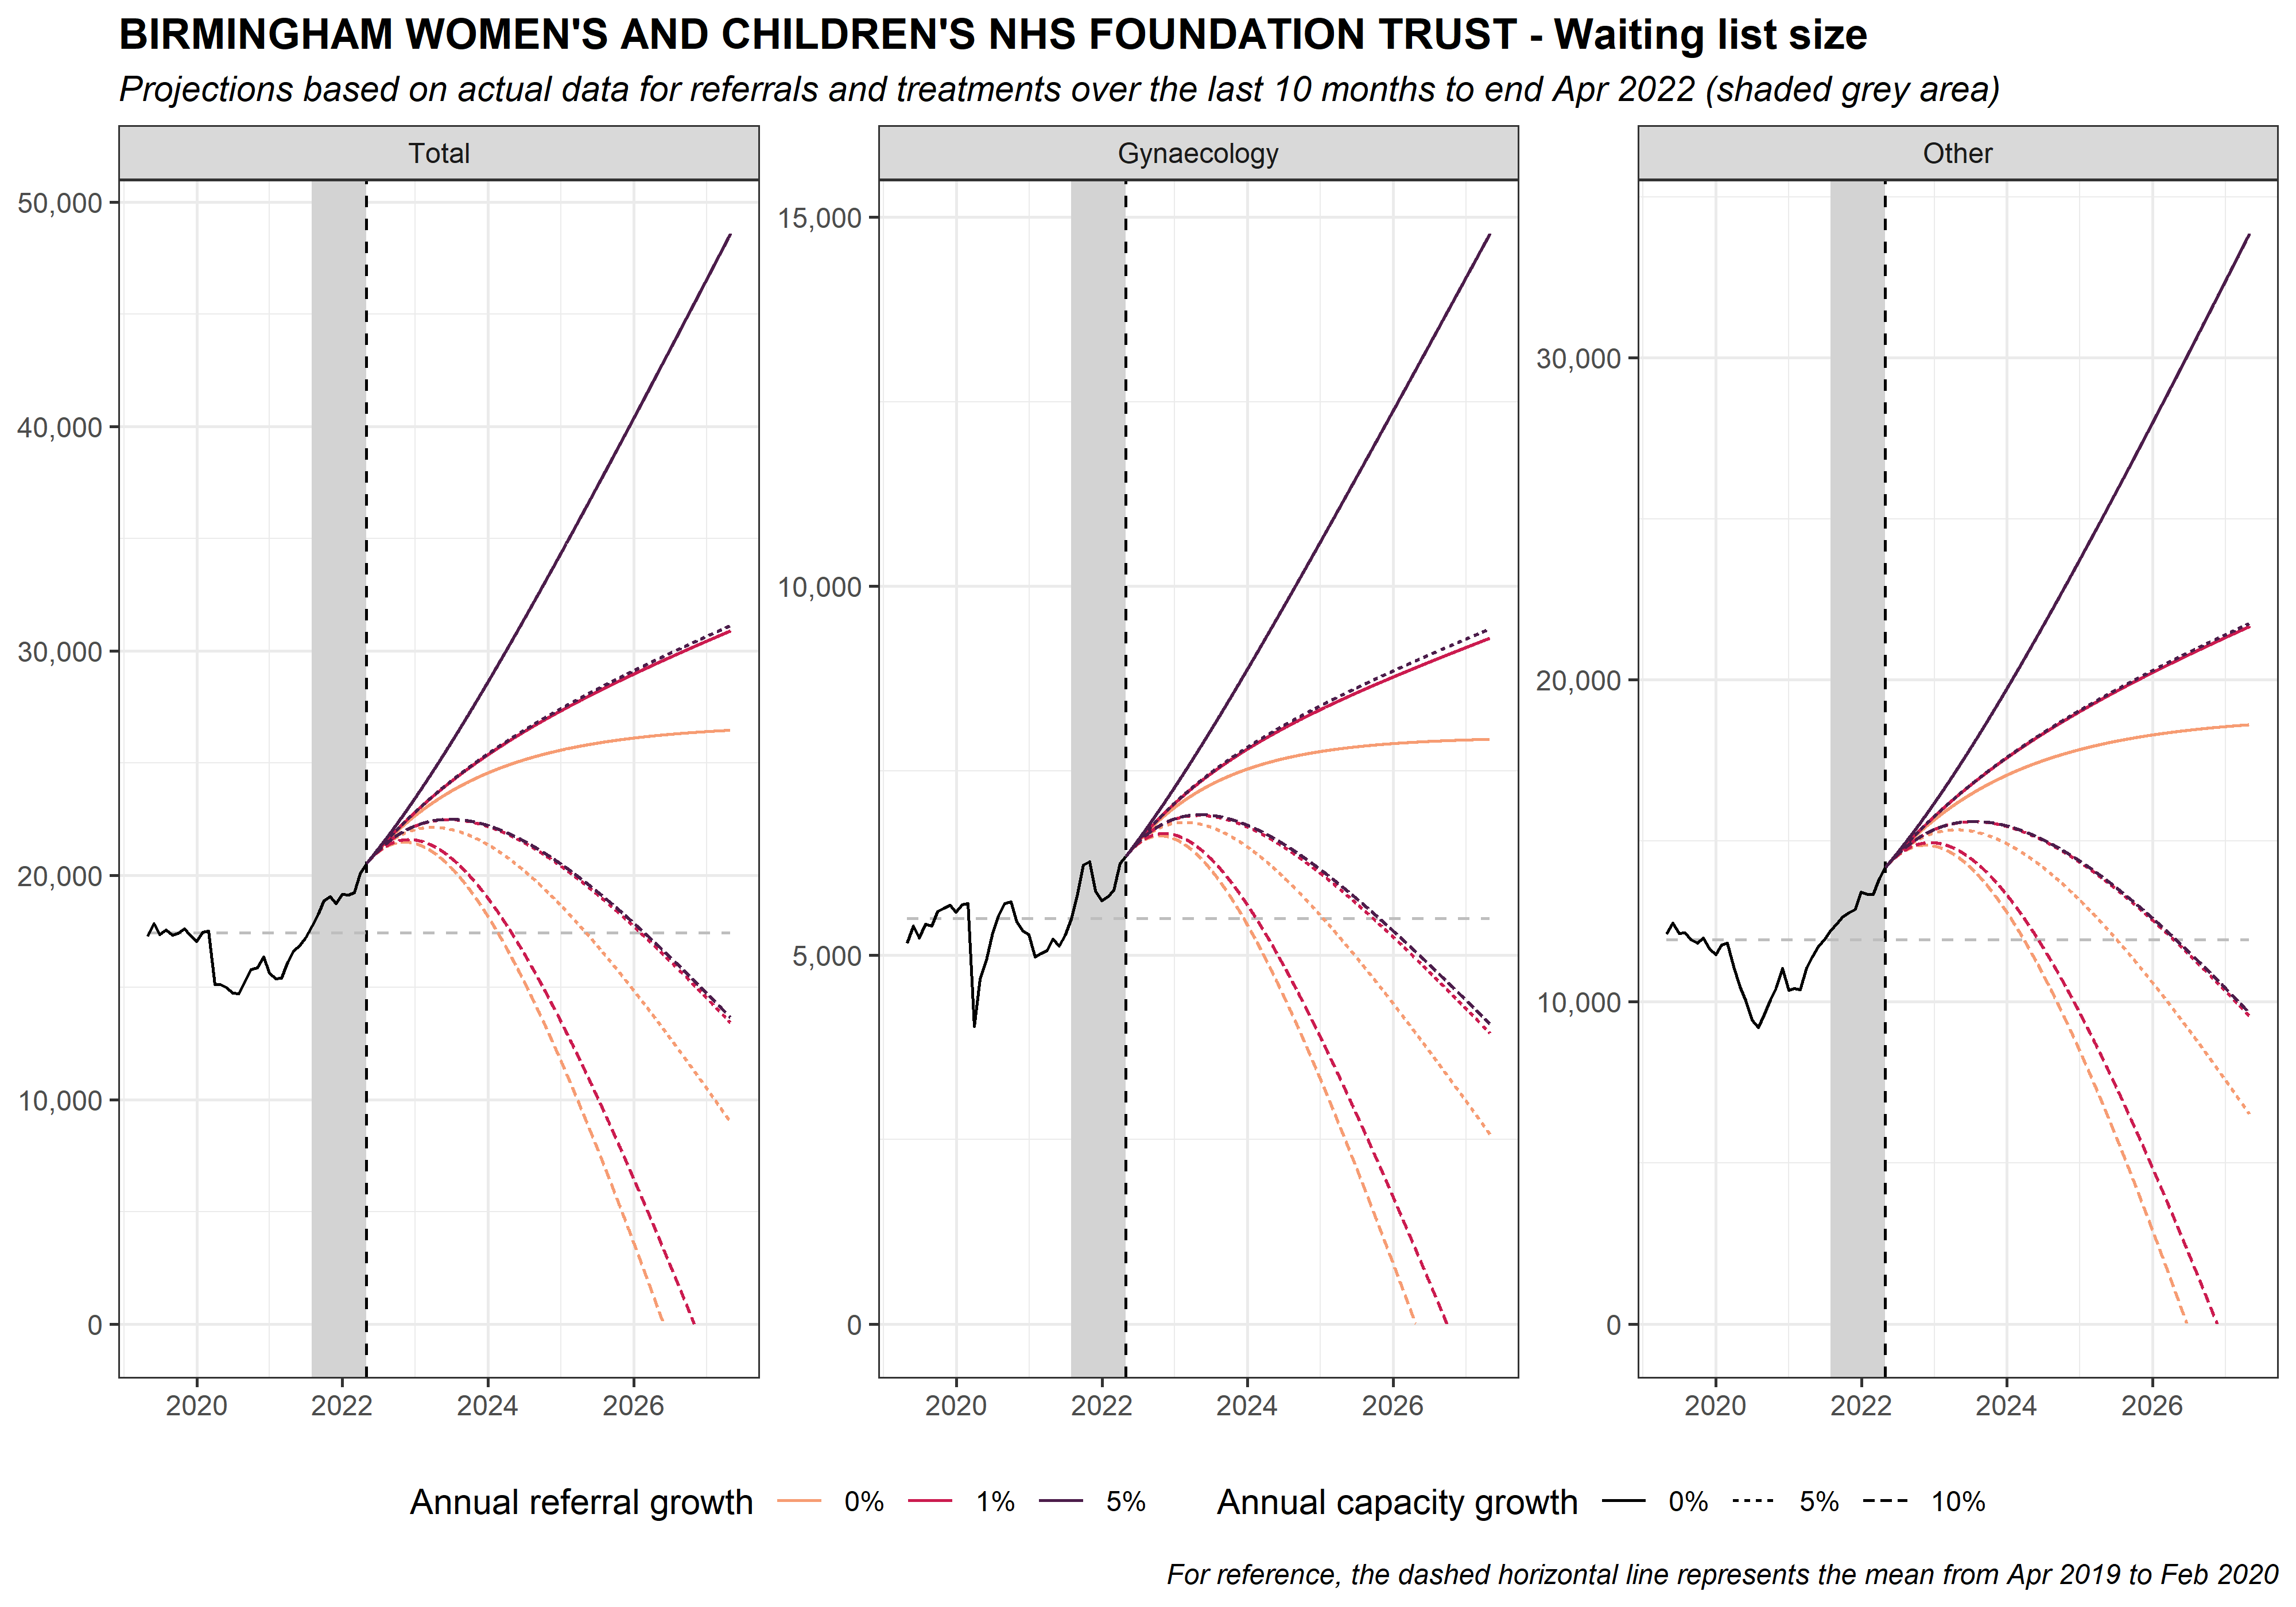 BIRMINGHAM WOMEN'S AND CHILDREN'S NHS FOUNDATION TRUST - Waiting list size
Projections based on actual data for referrals and treatments over the last 10 months to end Apr 2022 (shaded grey area)
Total
50,000
40,000
30,000
20,000
10,000
0
2020 2022 2024 2026
Gynaecology
15,000
10,000
5,000
0
2020 2022 2024 2026
Other
30,000
20,000
10,000
0
2020 2022 2024 2026
Annual referral growth 0% 1% 5% Annual capacity growth 0% 5% 10%
For reference, the dashed horizontal line represents the mean from Apr 2019 to Feb 2020